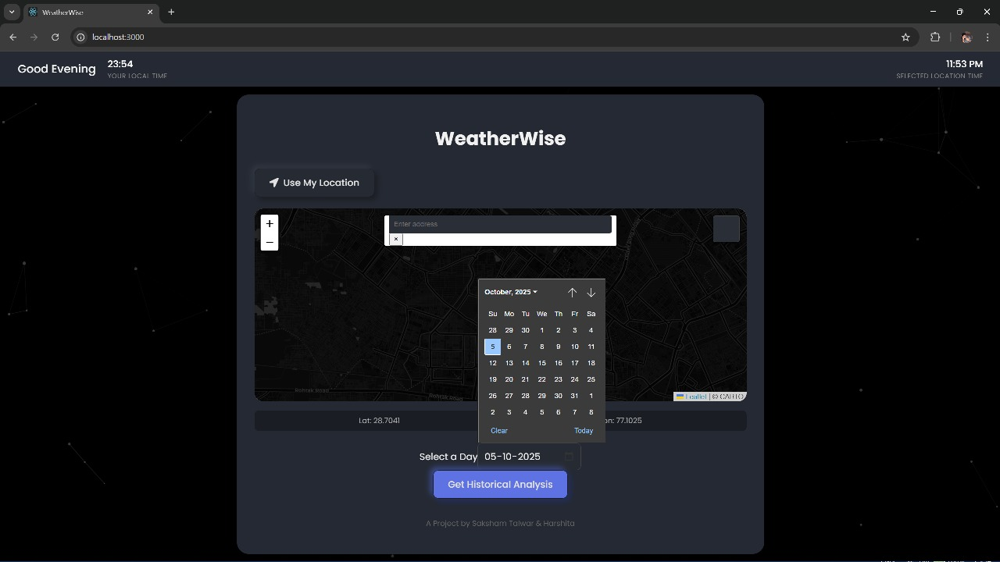 WeatherWise
localhost:3000
Good Evening
23:54
YOUR LOCAL TIME
11:53 PM
SELECTED LOCATION TIME
WeatherWise
Use My Location
+
−
Enter address
×
October, 2025
Su Mo Tu We Th Fr Sa
28 29 30 1 2 3 4
5 6 7 8 9 10 11
12 13 14 15 16 17 18
19 20 21 22 23 24 25
26 27 28 29 30 31 1
2 3 4 5 6 7 8
Clear Today
Rohtak Road
Rohtak Road
Leaflet | © CARTO
Lat: 28.7041
on: 77.1025
Select a Day 05-10-2025
Get Historical Analysis
A Project by Saksham Talwar & Harshita